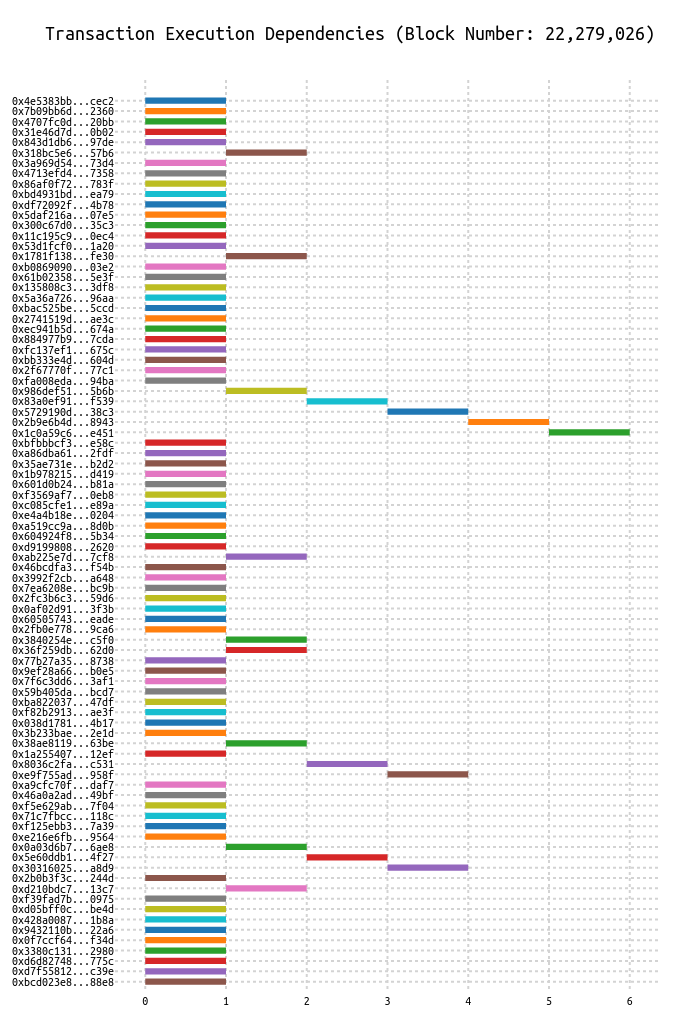 Transaction Execution Dependencies (Block Number: 22,279,026)
0x4e5383bb...cec2
0x7b09bb6d...2360
0x4707fc0d...20bb
0x31e46d7d...0b02
0x843d1db6...97de
0x318bc5e6...57b6
0x3a969d54...73d4
0x4713efd4...7358
0x86af0f72...783f
0xbd4931bd...ea79
0xdf72092f...4b78
0x5daf216a...07e5
0x300c67d0...35c3
0x11c195c9...0ec4
0x53d1fcf0...1a20
0x1781f138...fe30
0xb0869090...03e2
0x61b02358...5e3f
0x135808c3...3df8
0x5a36a726...96aa
0xbac525be...5ccd
0x2741519d...ae3c
0xec941b5d...674a
0x884977b9...7cda
0xfc137ef1...675c
0xbb333e4d...604d
0x2f67770f...77c1
0xfa008eda...94ba
0x986def51...5b6b
0x83a0ef91...f539
0x5729190d...38c3
0x2b9e6b4d...8943
0x1c0a59c6...e451
0xbfbbbcf3...e58c
0xa86dba61...2fdf
0x35ae731e...b2d2
0x1b978215...d419
0x601d0b24...b81a
0xf3569af7...0eb8
0xc085cfe1...e89a
0xe4a4b18e...0204
0xa519cc9a...8d0b
0x604924f8...5b34
0xd9199808...2620
0xab225e7d...7cf8
0x46bcdfa3...f54b
0x3992f2cb...a648
0x7ea6208e...bc9b
0x2fc3b6c3...59d6
0x0af02d91...3f3b
0x60505743...eade
0x2fb0e778...9ca6
0x3840254e...c5f0
0x36f259db...62d0
0x77b27a35...8738
0x9ef28a66...b0e5
0x7f6c3dd6...3af1
0x59b405da...bcd7
0xba822037...47df
0xf82b2913...ae3f
0x038d1781...4b17
0x3b233bae...2e1d
0x38ae8119...63be
0x1a255407...12ef
0x8036c2fa...c531
0xe9f755ad...958f
0xa9cfc70f...daf7
0x46a0a2ad...49bf
0xf5e629ab...7f04
0x71c7fbcc...118c
0xf125ebb3...7a39
0xe216e6fb...9564
0x0a03d6b7...6ae8
0x5e60ddb1...4f27
0x30316025...a8d9
0x2b0b3f3c...244d
0xd210bdc7...13c7
0xf39fad7b...0975
0xd05bff0c...be4d
0x428a0087...1b8a
0x9432110b...22a6
0x0f7ccf64...f34d
0x3380c131...2980
0xd6d82748...775c
0xd7f55812...c39e
0xbcd023e8...88e8
0 1 2 3 4 5 6